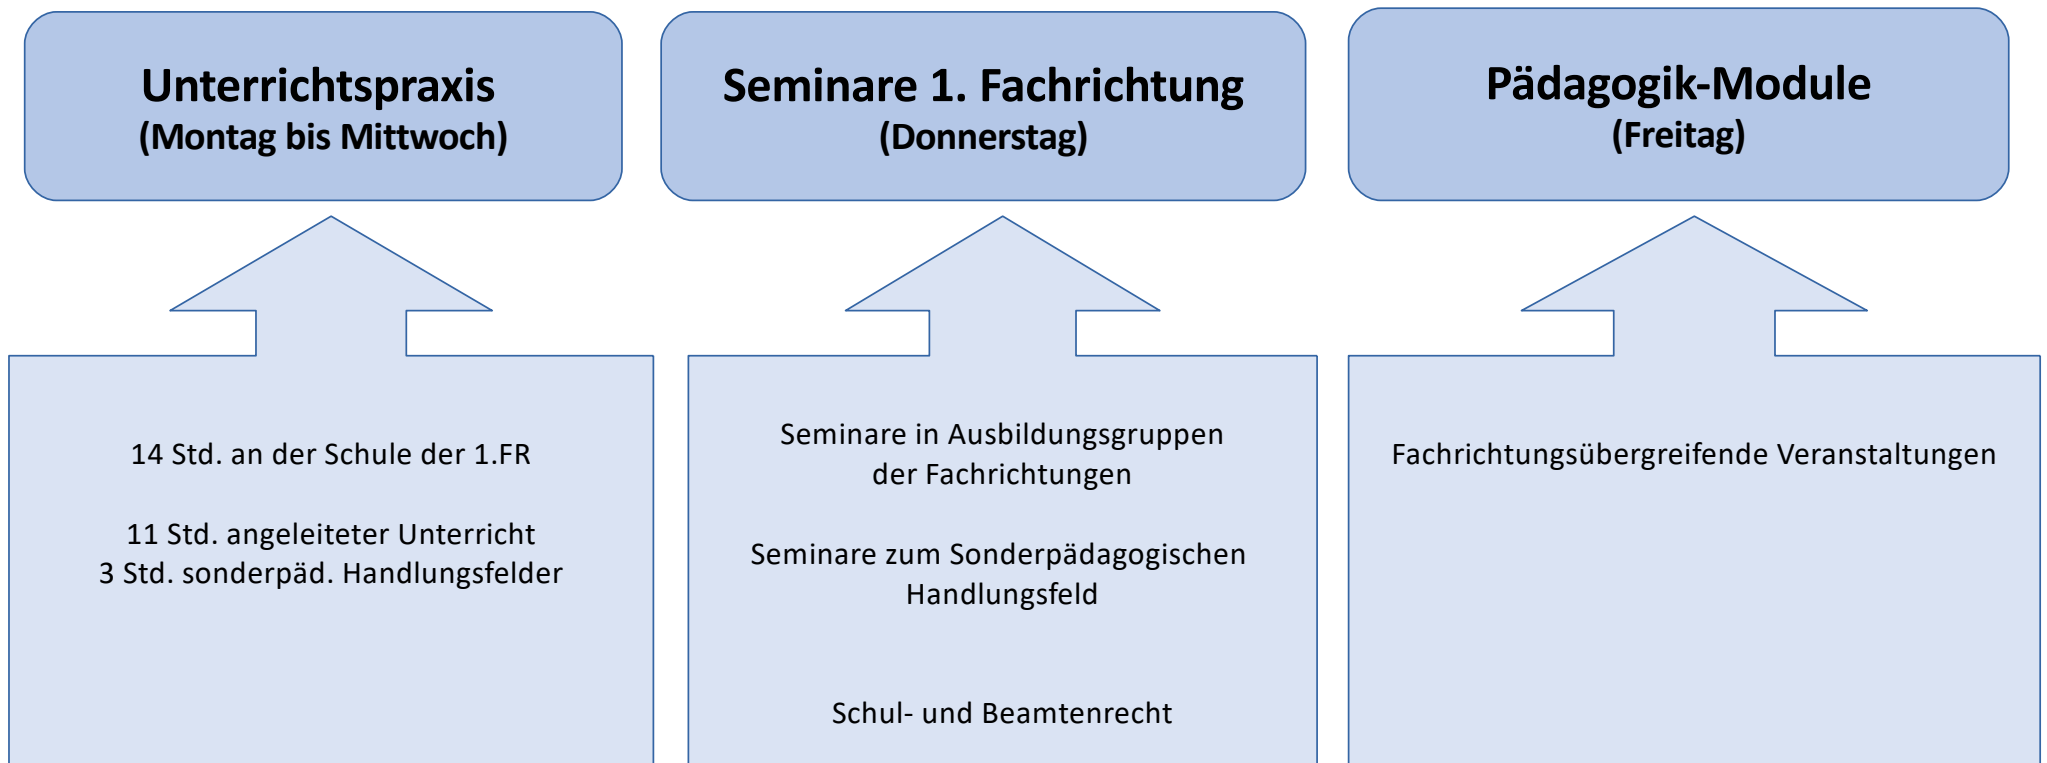 Unterrichtspraxis
(Montag bis Mittwoch)
Seminare 1. Fachrichtung
(Donnerstag)
Pädagogik-Module
(Freitag)
14 Std. an der Schule der 1.FR
11 Std. angeleiteter Unterricht
3 Std. sonderpäd. Handlungsfelder
Seminare in Ausbildungsgruppen
der Fachrichtungen
Seminare zum Sonderpädagogischen
Handlungsfeld
Schul- und Beamtenrecht
Fachrichtungsübergreifende Veranstaltungen